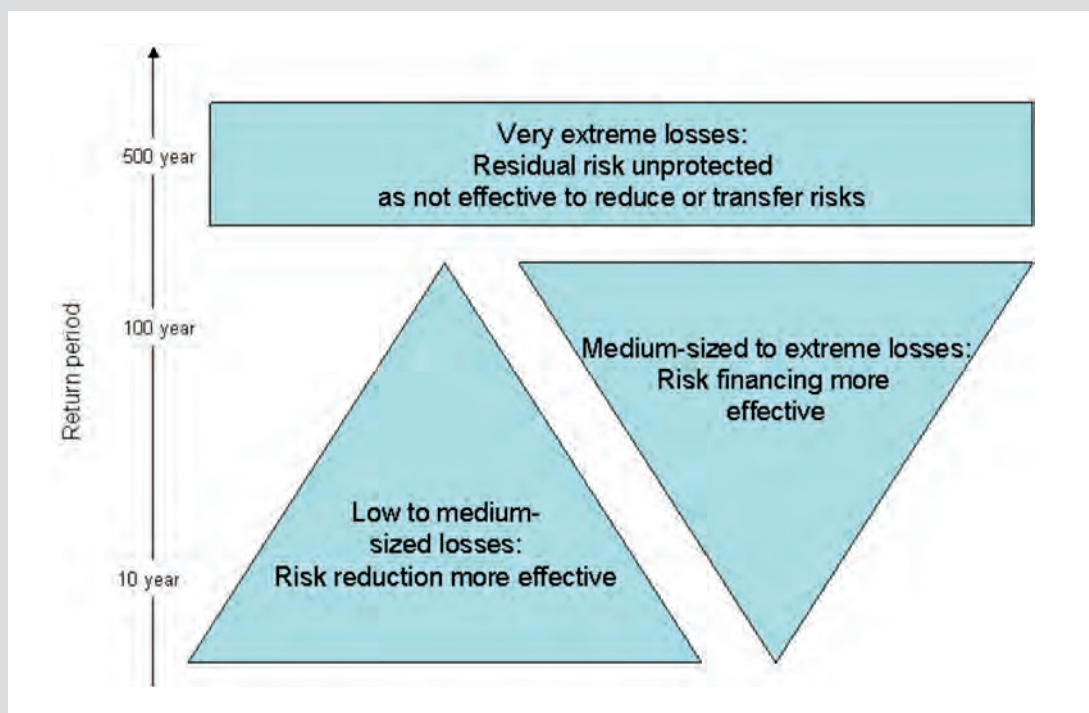 Very extreme losses:
Residual risk unprotected
as not effective to reduce or transfer risks
500 year
100 year
10 year
Return period
Medium-sized to extreme losses:
Risk financing more
effective
Low to medium-
sized losses:
Risk reduction more effective